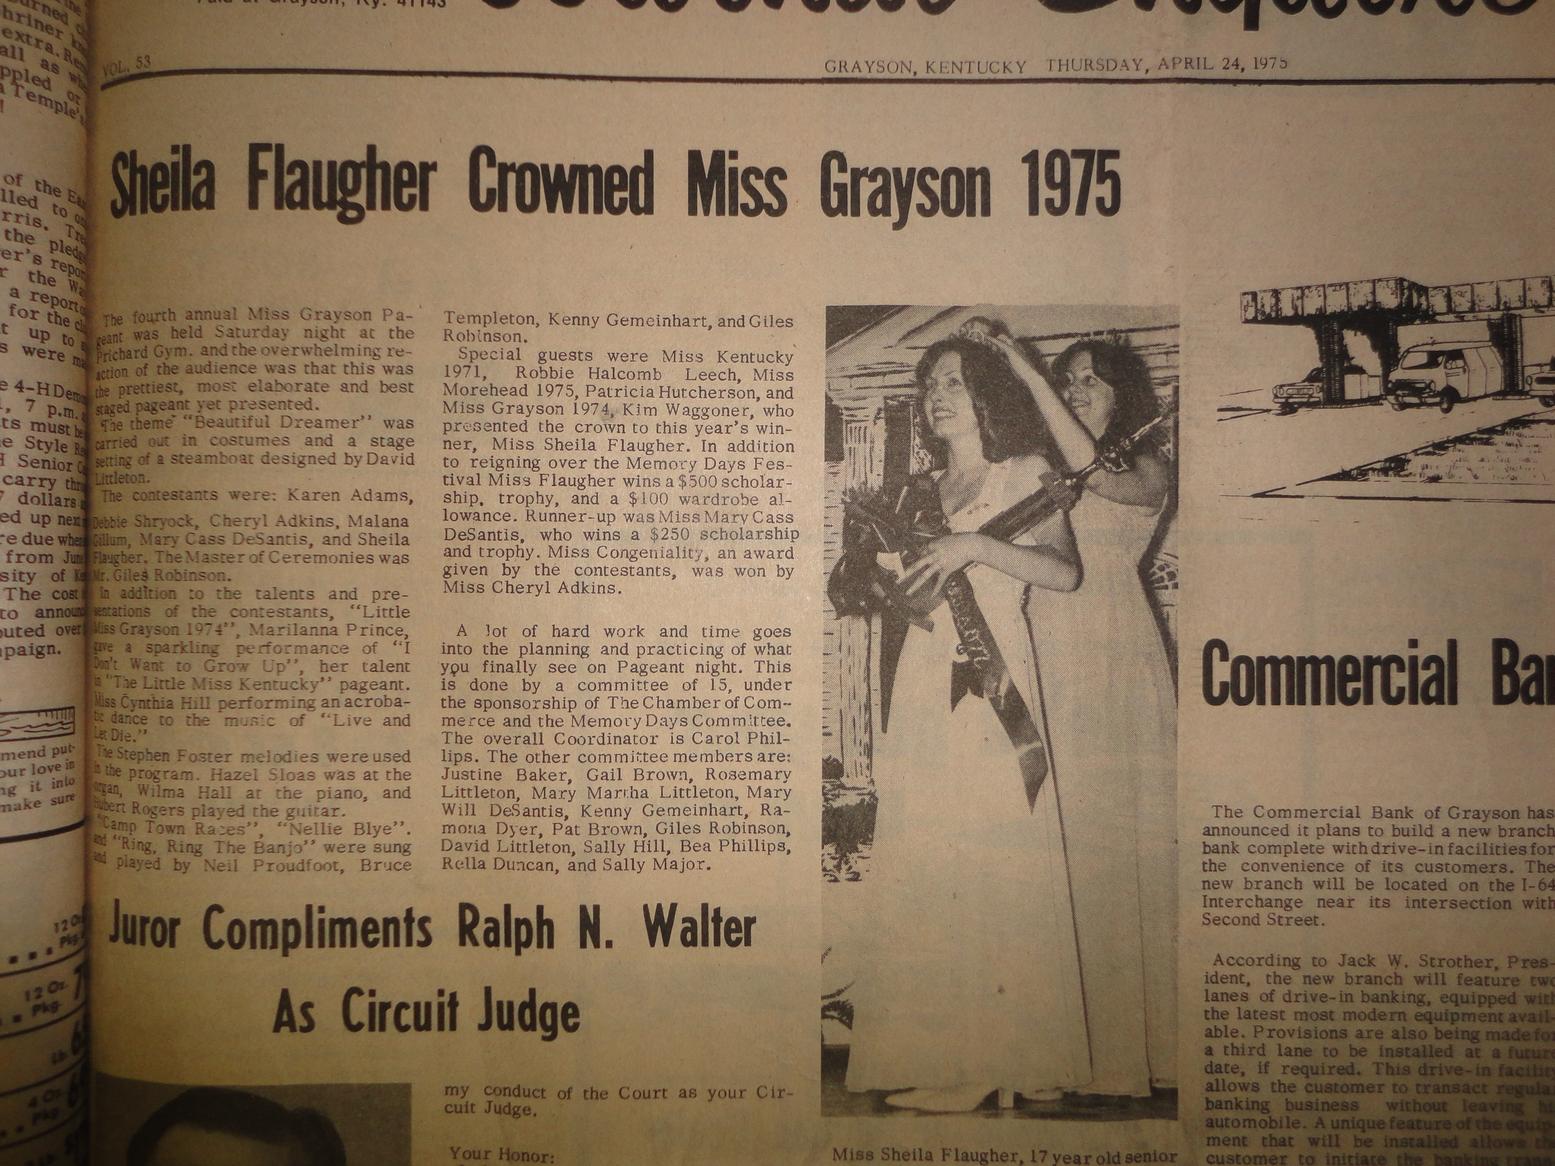 Grayson, Ky. 41143
VOL. 53
GRAYSON, KENTUCKY THURSDAY, APRIL 24, 1975
Sheila Flaugher Crowned Miss Grayson 1975
The fourth annual Miss Grayson Pa-
geant was held Saturday night at the
Prichard Gym. and the overwhelming re-
action of the audience was that this was
the prettiest, most elaborate and best
staged pageant yet presented.
The theme "Beautiful Dreamer" was
carried out in costumes and a stage
setting of a steamboat designed by David
Littleton.
The contestants were: Karen Adams,
Debbie Shryock, Cheryl Adkins, Malana
Gillum, Mary Cass DeSantis, and Sheila
Flaugher. The Master of Ceremonies was
Mr. Giles Robinson.
In addition to the talents and pre-
sentations of the contestants, "Little
Miss Grayson 1974", Marilanna Prince,
gave a sparkling performance of "I
Don't Want to Grow Up", her talent
in "The Little Miss Kentucky" pageant.
Miss Cynthia Hill performing an acroba-
tic dance to the music of "Live and
Let Die."
The Stephen Foster melodies were used
in the program. Hazel Sloas was at the
organ, Wilma Hall at the piano, and
Hubert Rogers played the guitar.
"Camp Town Races", "Nellie Blye".
and "Ring, Ring The Banjo" were sung
and played by Neil Proudfoot, Bruce
Templeton, Kenny Gemeinhart, and Giles
Robinson.
Special guests were Miss Kentucky
1971, Robbie Halcomb Leech, Miss
Morehead 1975, Patricia Hutcherson, and
Miss Grayson 1974, Kim Waggoner, who
presented the crown to this year's win-
ner, Miss Sheila Flaugher. In addition
to reigning over the Memory Days Fes-
tival Miss Flaugher wins a $500 scholar-
ship, trophy, and a $100 wardrobe al-
lowance. Runner-up was Miss Mary Cass
DeSantis, who wins a $250 scholarship
and trophy. Miss Congeniality, an award
given by the contestants, was won by
Miss Cheryl Adkins.
A lot of hard work and time goes
into the planning and practicing of what
you finally see on Pageant night. This
is done by a committee of 15, under
the sponsorship of The Chamber of Com-
merce and the Memory Days Committee.
The overall Coordinator is Carol Phil-
lips. The other committee members are:
Justine Baker, Gail Brown, Rosemary
Littleton, Mary Martha Littleton, Mary
Will DeSantis, Kenny Gemeinhart, Ra-
mona Dyer, Pat Brown, Giles Robinson,
David Littleton, Sally Hill, Bea Phillips,
Rella Duncan, and Sally Major.
Juror Compliments Ralph N. Walter
As Circuit Judge
my conduct of the Court as your Cir-
cuit Judge.
Your Honor:
Miss Sheila Flaugher, 17 year old senior
Commercial
The Commercial Bank of Grayson has
announced it plans to build a new branch
bank complete with drive-in facilities for
the convenience of its customers. The
new branch will be located on the I-64
Interchange near its intersection with
Second Street.
According to Jack W. Strother, Pres-
ident, the new branch will feature two
lanes of drive-in banking, equipped with
the latest most modern equipment avail-
able. Provisions are also being made for
a third lane to be installed at a future
date, if required. This drive-in facility
allows the customer to transact regular
banking business without leaving his
automobile. A unique feature of the equip-
ment that will be installed allows the
customer to initiate the banking